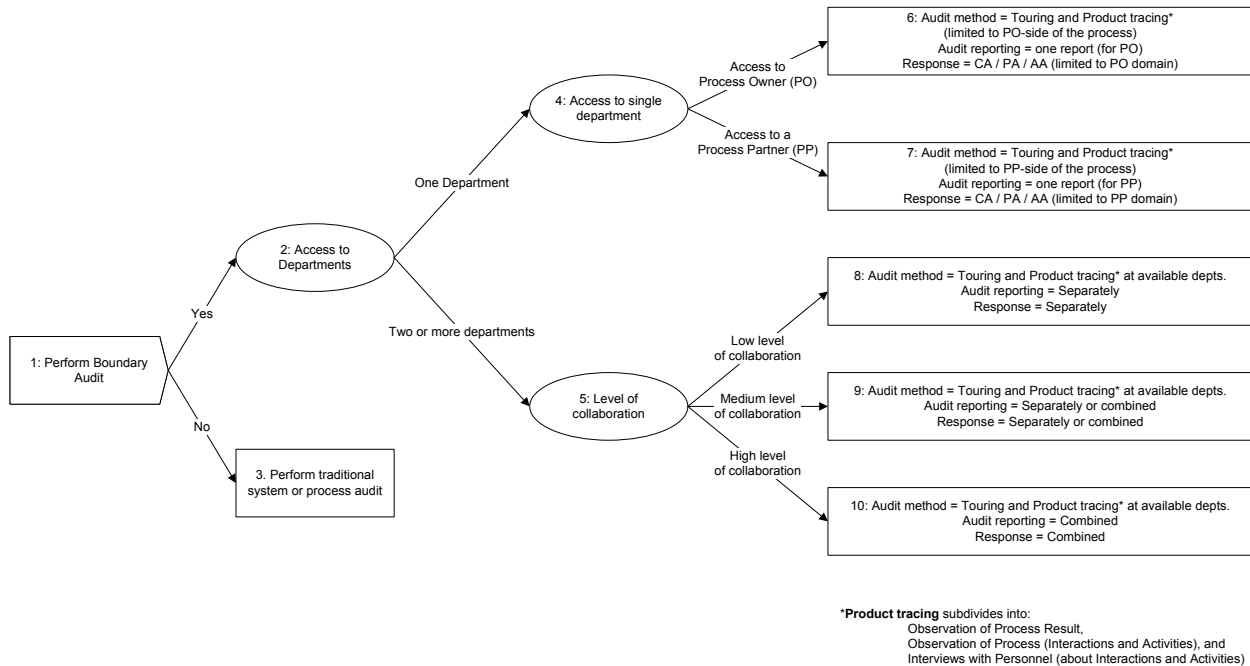 1: Perform Boundary
Audit
Yes
No
2: Access to
Departments
3. Perform traditional
system or process audit
One Department
Two or more departments
4: Access to single
department
5: Level of
collaboration
Access to
Process Owner (PO)
Access to a
Process Partner (PP)
Low level
of collaboration
Medium level
of collaboration
High level
of collaboration
6: Audit method = Touring and Product tracing*
(limited to PO-side of the process)
Audit reporting = one report (for PO)
Response = CA / PA / AA (limited to PO domain)
7: Audit method = Touring and Product tracing*
(limited to PP-side of the process)
Audit reporting = one report (for PP)
Response = CA / PA / AA (limited to PP domain)
8: Audit method = Touring and Product tracing* at available depts.
Audit reporting = Separately
Response = Separately
9: Audit method = Touring and Product tracing* at available depts.
Audit reporting = Separately or combined
Response = Separately or combined
10: Audit method = Touring and Product tracing* at available depts.
Audit reporting = Combined
Response = Combined
*Product tracing subdivides into:
Observation of Process Result,
Observation of Process (Interactions and Activities), and
Interviews with Personnel (about Interactions and Activities)